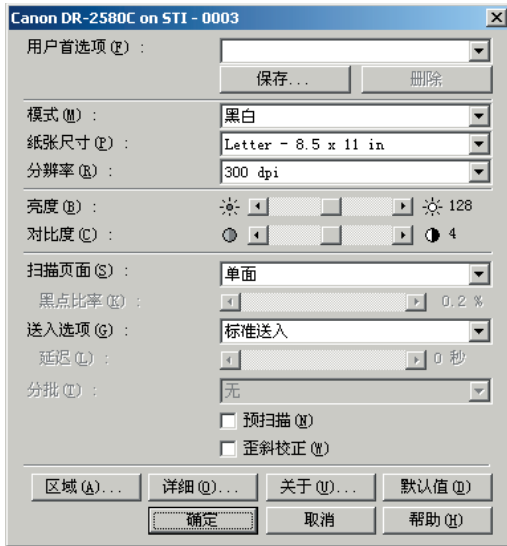 Canon DR-2580C on STI - 0003
用户首选项(F) :
保存... 删除
模式(M) : 黑白
纸张尺寸(P) : Letter - 8.5 x 11 in
分辨率(R) : 300 dpi
亮度(B) : 128
对比度(C) : 4
扫描页面(S) : 单面
黑点比率(K) : 0.2 %
送入选项(G) : 标准送入
延迟(L) : 0 秒
分批(T) : 无
预扫描(N)
歪斜校正(W)
区域(A)... 详细(O)... 关于(U)... 默认值(D)
确定 取消 帮助(H)